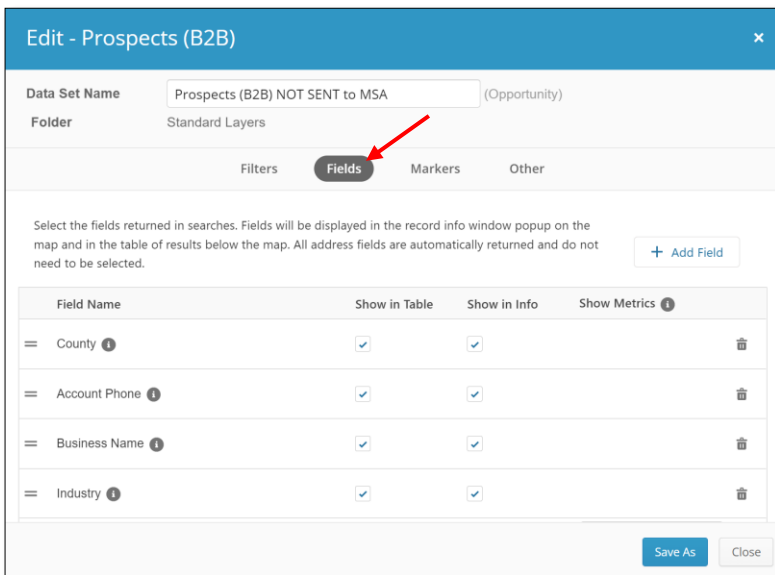 Edit - Prospects (B2B)
×
Data Set Name Prospects (B2B) NOT SENT to MSA (Opportunity)
Folder Standard Layers
Filters Fields Markers Other
Select the fields returned in searches. Fields will be displayed in the record info window popup on the
map and in the table of results below the map. All address fields are automatically returned and do not
need to be selected.
+ Add Field
Field Name Show in Table Show in Info Show Metrics
County
Account Phone
Business Name
Industry
Save As Close